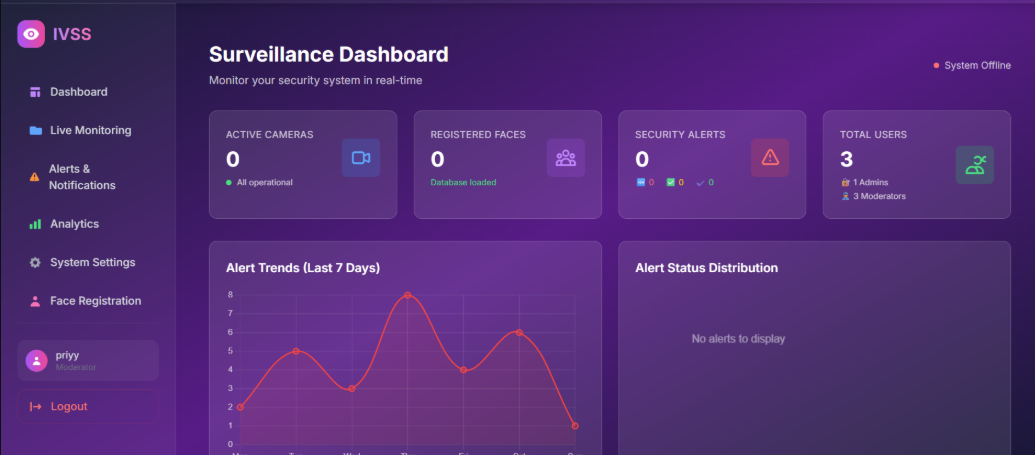 IVSS
Dashboard
Live Monitoring
Alerts &
Notifications
Analytics
System Settings
Face Registration
priyy
Moderator
Logout
Surveillance Dashboard
Monitor your security system in real-time
System Offline
ACTIVE CAMERAS
0
All operational
REGISTERED FACES
0
Database loaded
SECURITY ALERTS
0
0 0 0
TOTAL USERS
3
1 Admins
3 Moderators
Alert Trends (Last 7 Days)
8
7
6
5
4
3
2
1
0
Alert Status Distribution
No alerts to display